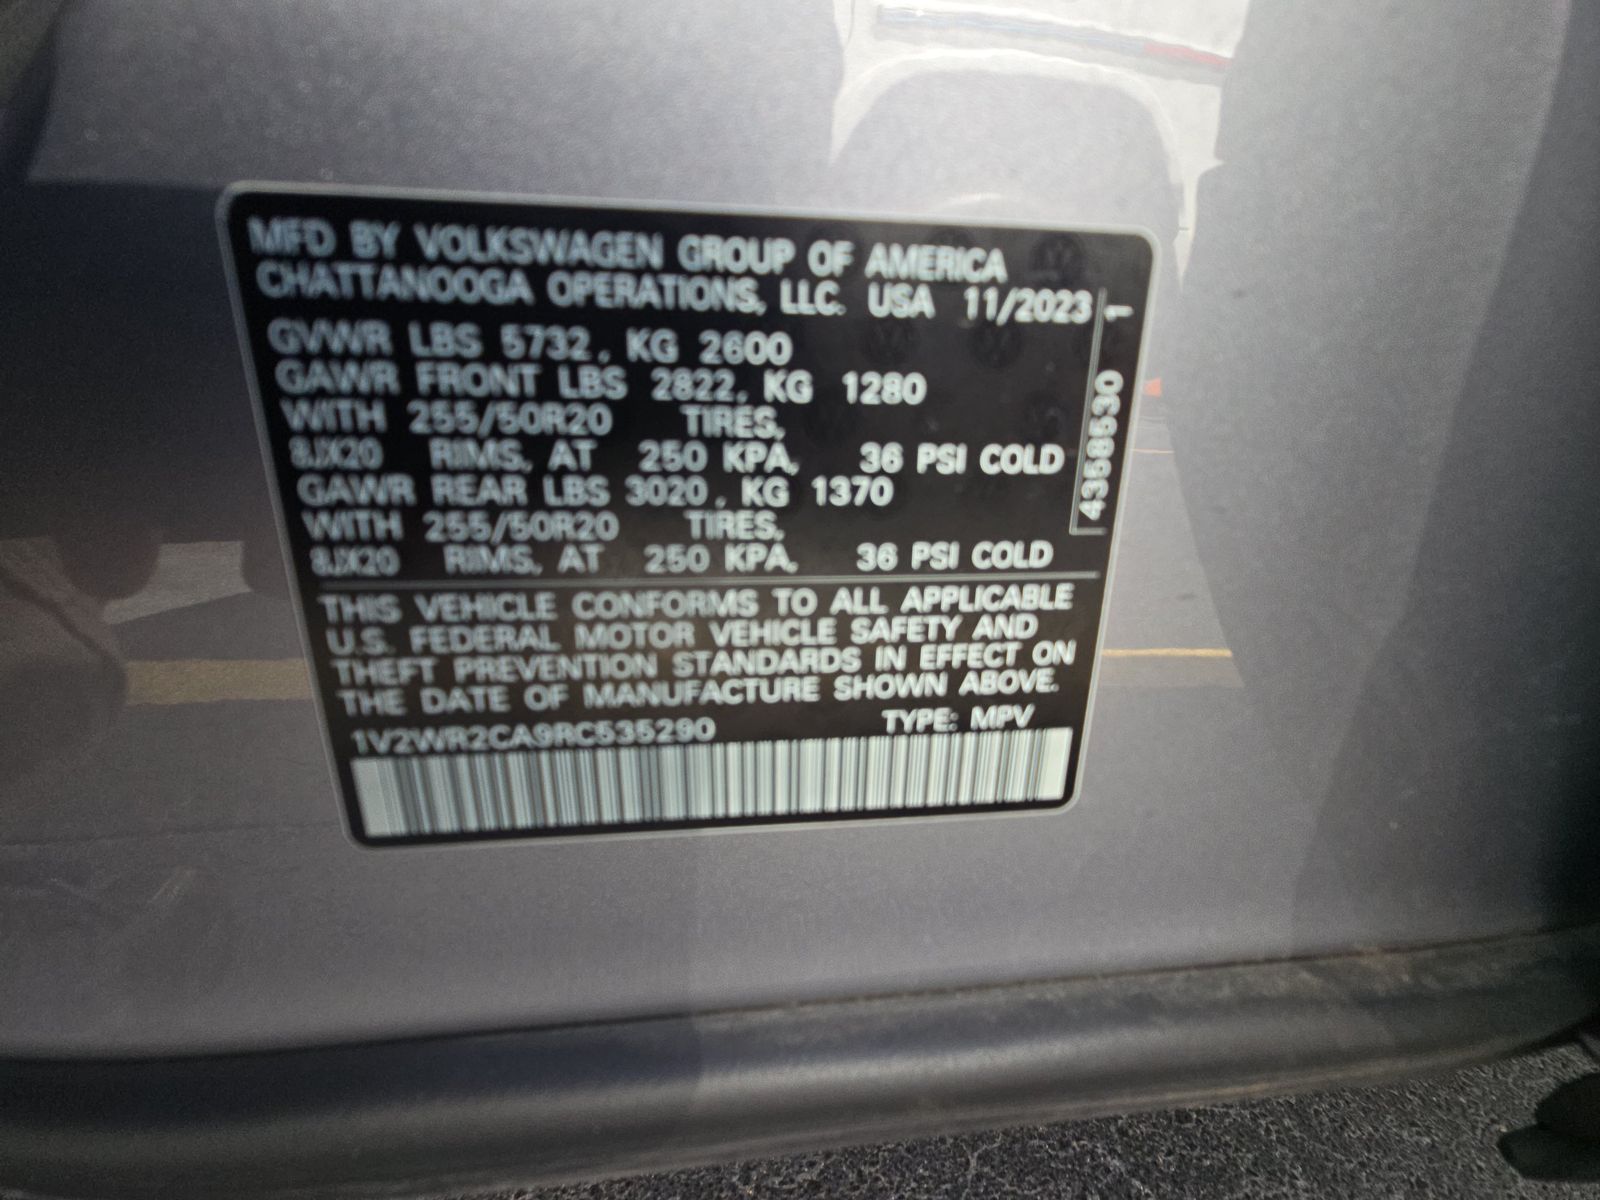 MFD BY VOLKSWAGEN GROUP OF AMERICA
CHATTANOOGA OPERATIONS, LLC. USA 11/2023
GVWR LBS 5732, KG 2600
GAWR FRONT LBS 2822, KG 1280
WITH 255/50R20 TIRES,
8JX20 RIMS, AT 250 KPA, 36 PSI COLD
GAWR REAR LBS 3020, KG 1370
WITH 255/50R20 TIRES,
8JX20 RIMS, AT 250 KPA, 36 PSI COLD
4358530 1
THIS VEHICLE CONFORMS TO ALL APPLICABLE
U.S. FEDERAL MOTOR VEHICLE SAFETY AND
THEFT PREVENTION STANDARDS IN EFFECT ON
THE DATE OF MANUFACTURE SHOWN ABOVE.
1V2WR2CA9RC535290 TYPE: MPV